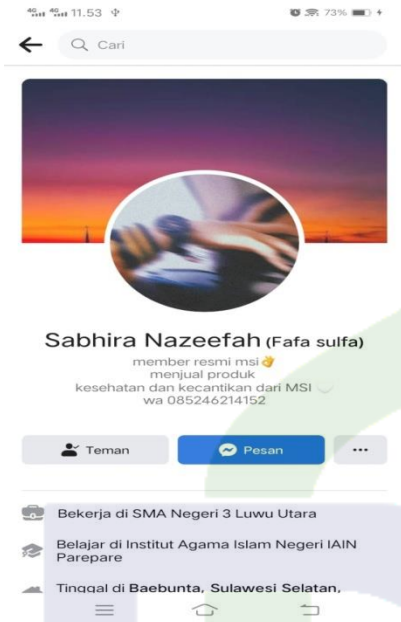 4G 4G 11.53 73%
Cari
Sabhira Nazeefah (Fafa sulfa)
member resmi msi👌
menjual produk
kesehatan dan kecantikan dari MSI
wa 085246214152
Teman
Pesan
Bekerja di SMA Negeri 3 Luwu Utara
Belajar di Institut Agama Islam Negeri IAIN
Parepare
Tinggal di Baebunta, Sulawesi Selatan,